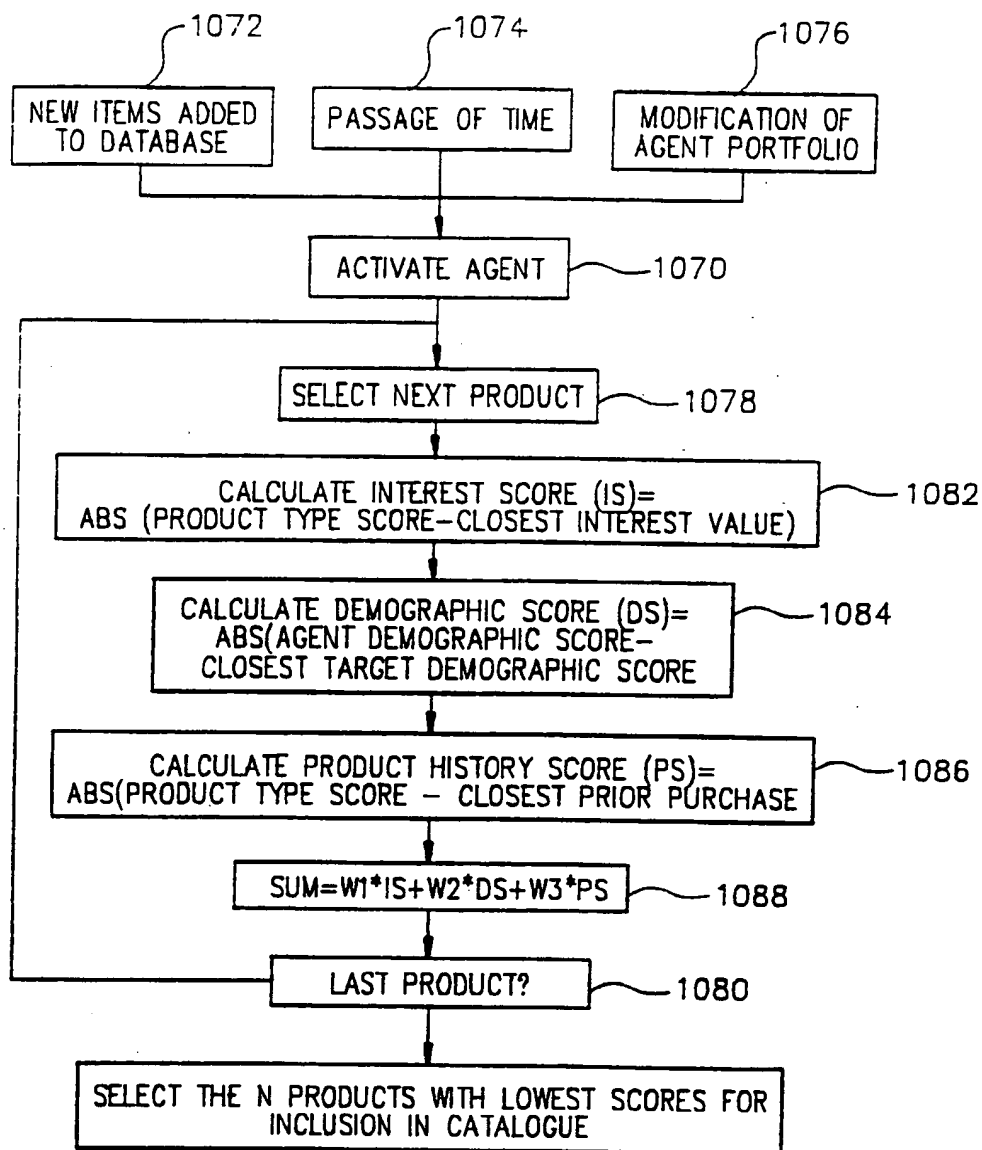 1072
1074
1076
NEW ITEMS ADDED
TO DATABASE
PASSAGE OF TIME
MODIFICATION OF
AGENT PORTFOLIO
ACTIVATE AGENT
1070
SELECT NEXT PRODUCT
1078
CALCULATE INTEREST SCORE (IS)=
ABS (PRODUCT TYPE SCORE-CLOSEST INTEREST VALUE)
1082
CALCULATE DEMOGRAPHIC SCORE (DS)=
ABS(AGENT DEMOGRAPHIC SCORE-
CLOSEST TARGET DEMOGRAPHIC SCORE
1084
CALCULATE PRODUCT HISTORY SCORE (PS)=
ABS(PRODUCT TYPE SCORE - CLOSEST PRIOR PURCHASE
1086
SUM=W1*IS+W2*DS+W3*PS
1088
LAST PRODUCT?
1080
SELECT THE N PRODUCTS WITH LOWEST SCORES FOR
INCLUSION IN CATALOGUE